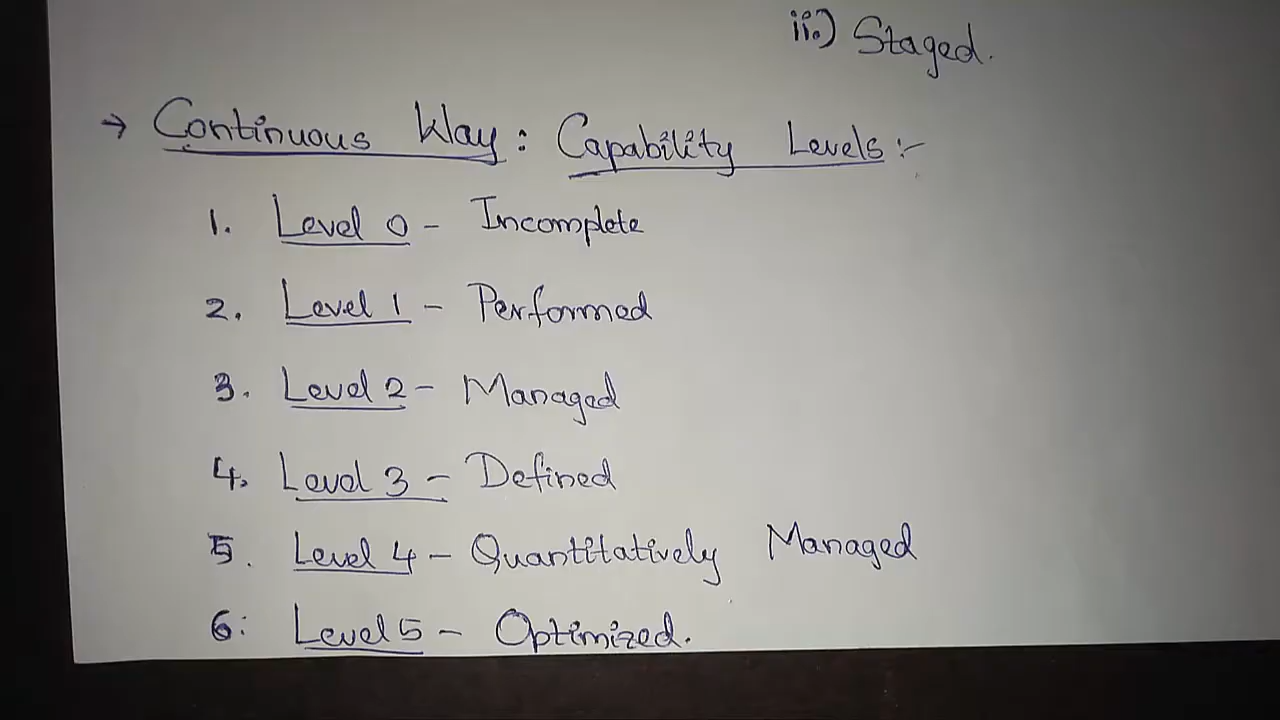 ii.) Staged.
→ Continuous Way: Capability Levels :-
1. Level 0 - Incomplete
2. Level 1 - Performed
3. Level 2 - Managed
4. Level 3 - Defined
5. Level 4 - Quantitatively Managed
6: Level 5 - Optimized.